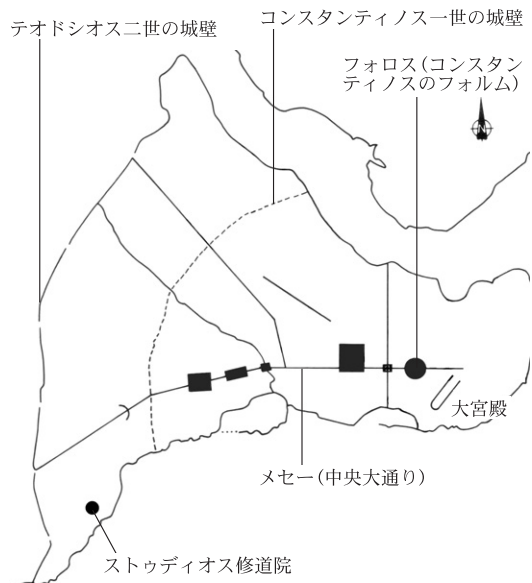 テオドシオス二世の城壁
コンスタンティノス一世の城壁
フォロス(コンスタン
ティノスのフォルム)
大宮殿
メセー(中央大通り)
ストゥディオス修道院